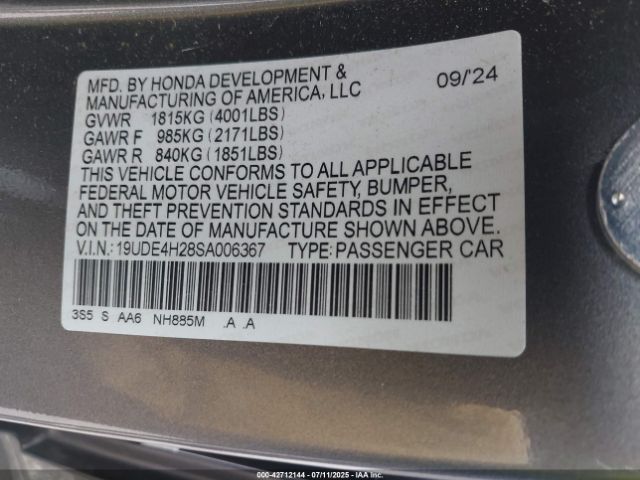 MFD. BY HONDA DEVELOPMENT & 09/24
MANUFACTURING OF AMERICA, LLC
GVWR 1815KG (4001LBS)
GAWR F 985KG (2171LBS)
GAWR R 840KG (1851LBS)
THIS VEHICLE CONFORMS TO ALL APPLICABLE
FEDERAL MOTOR VEHICLE SAFETY, BUMPER,
AND THEFT PREVENTION STANDARDS IN EFFECT
ON THE DATE OF MANUFACTURE SHOWN ABOVE.
V.I.N.: 19UDE4H28SA006367 TYPE: PASSENGER CAR
3S5 S AA6 NH885M .A .A
000-42712144 - 07/11/2025 - IAAI.COM